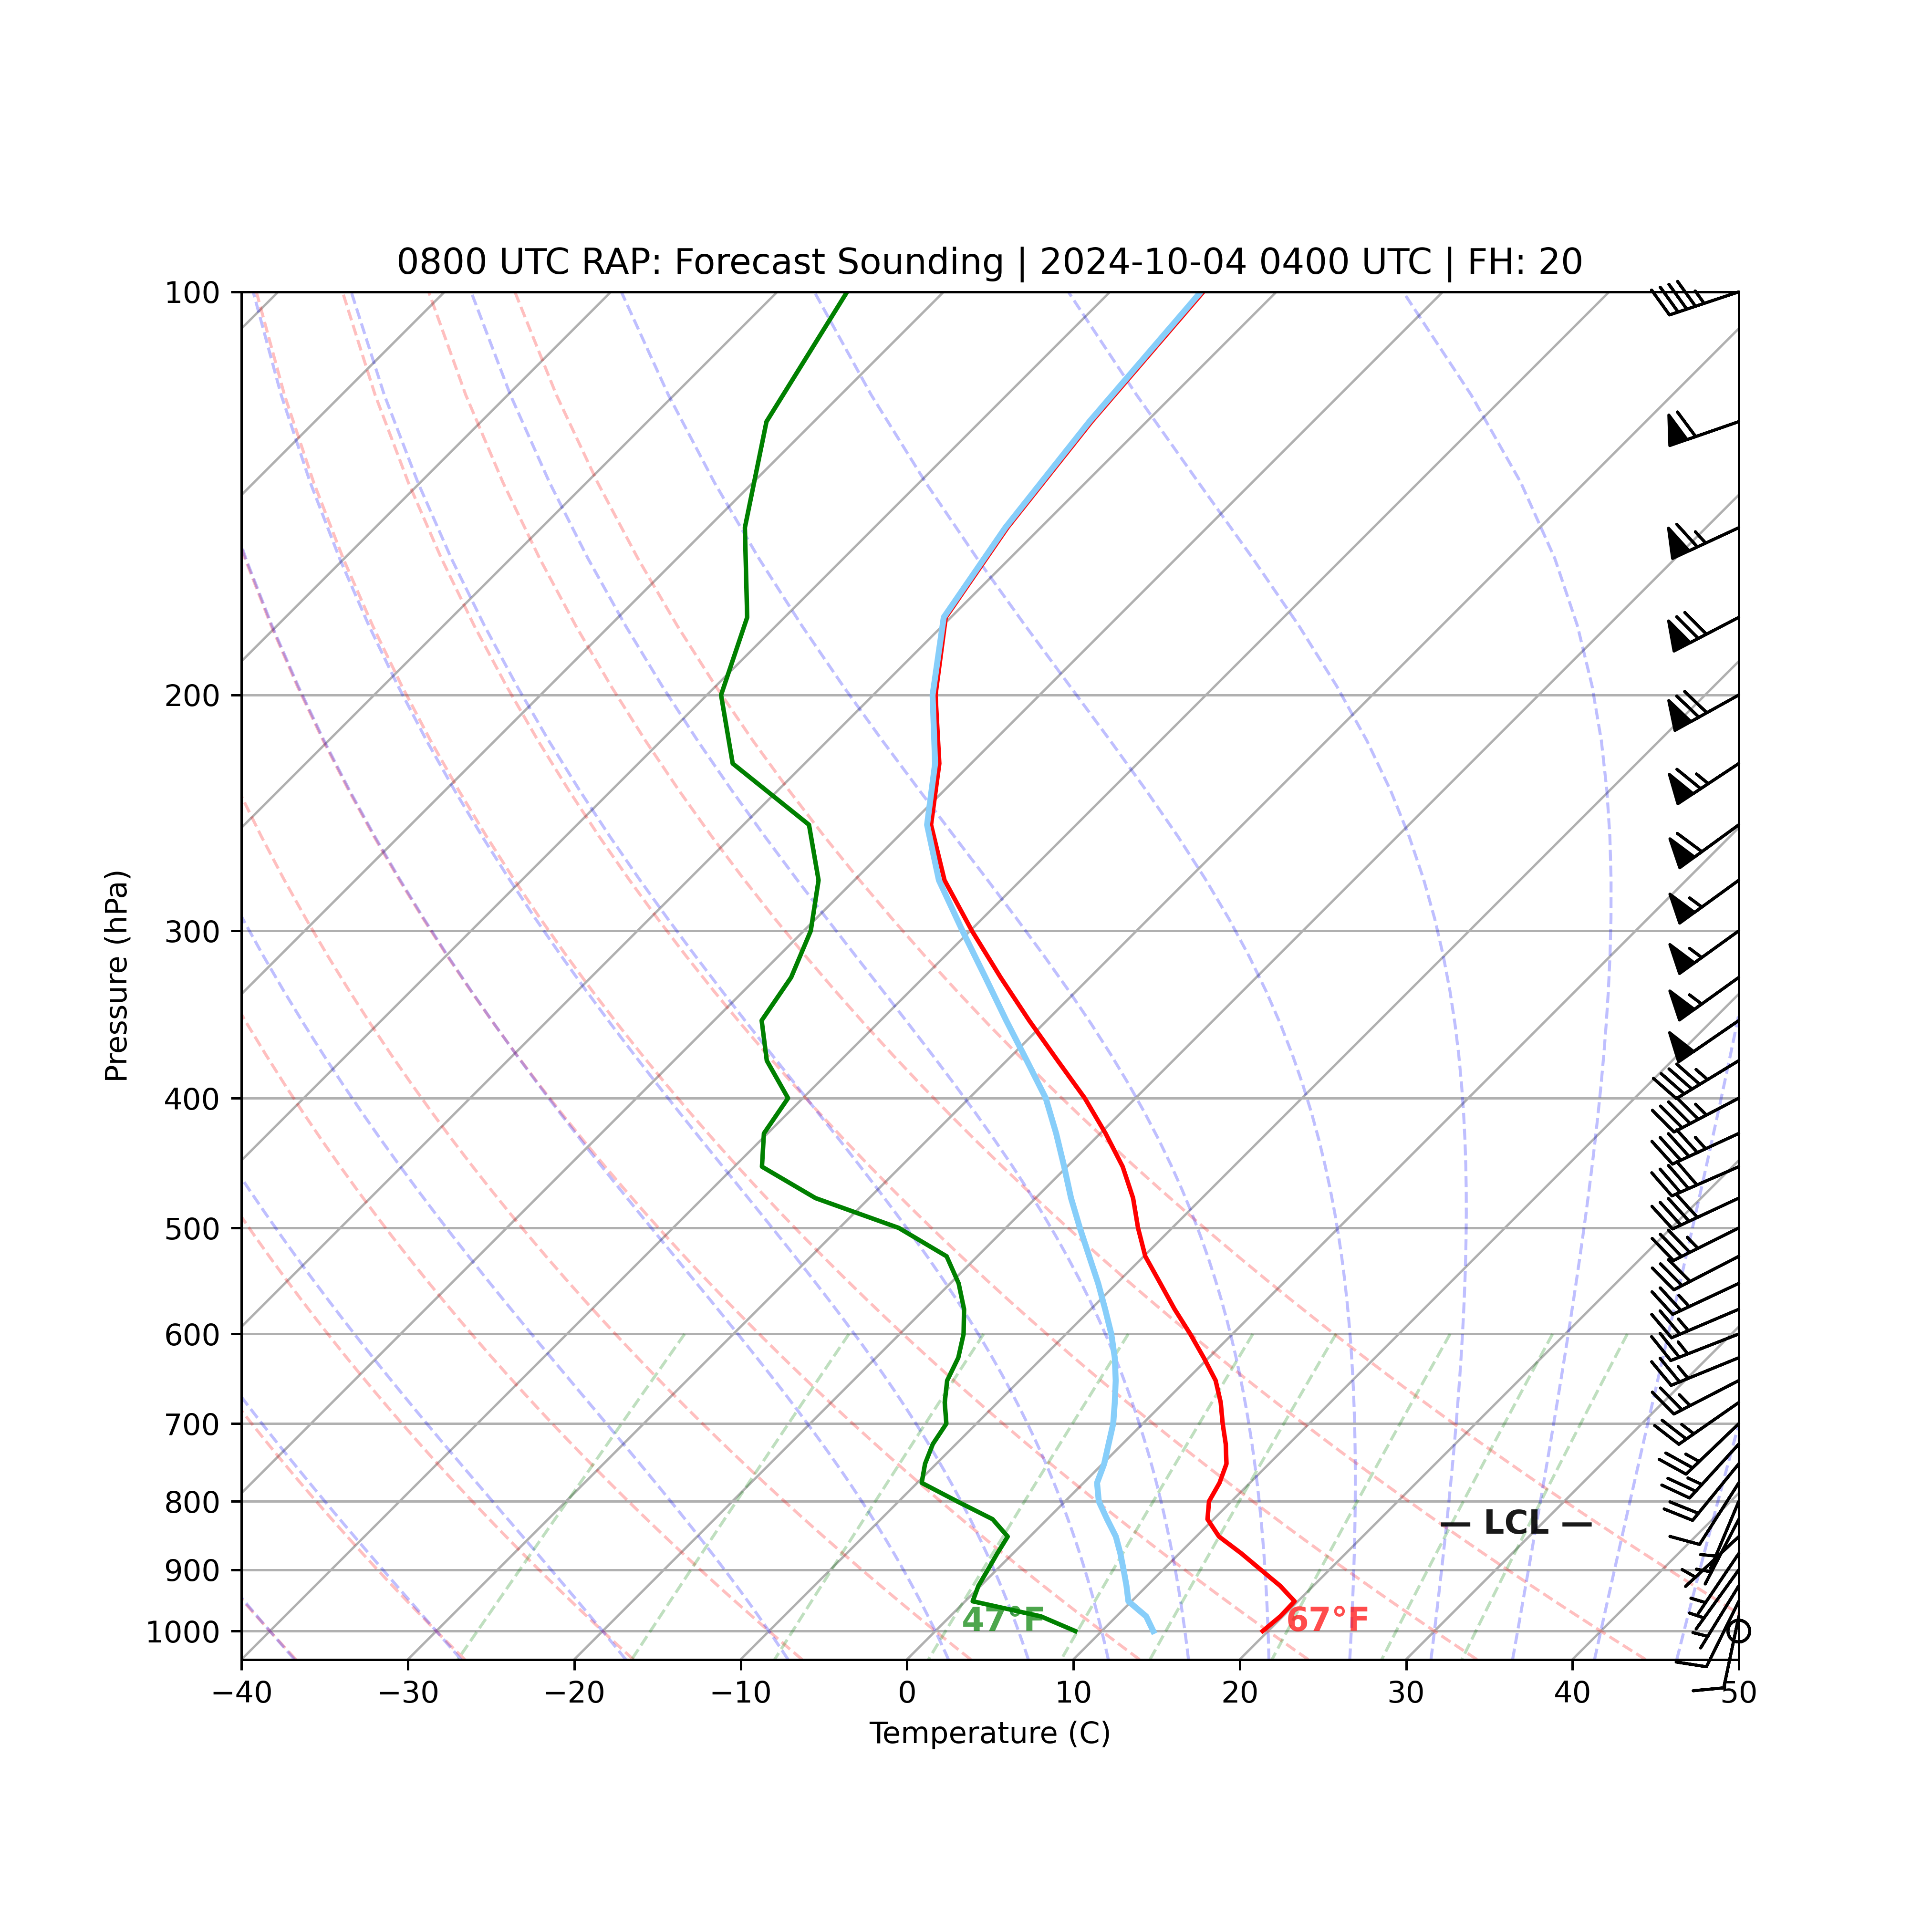 0800 UTC RAP: Forecast Sounding | 2024-10-04 0400 UTC | FH: 20
100
200
300
400
500
600
700
800
900
1000
Pressure (hPa)
— LCL —
47°F
67°F
−40 −30 −20 −10 0 10 20 30 40 50
Temperature (C)